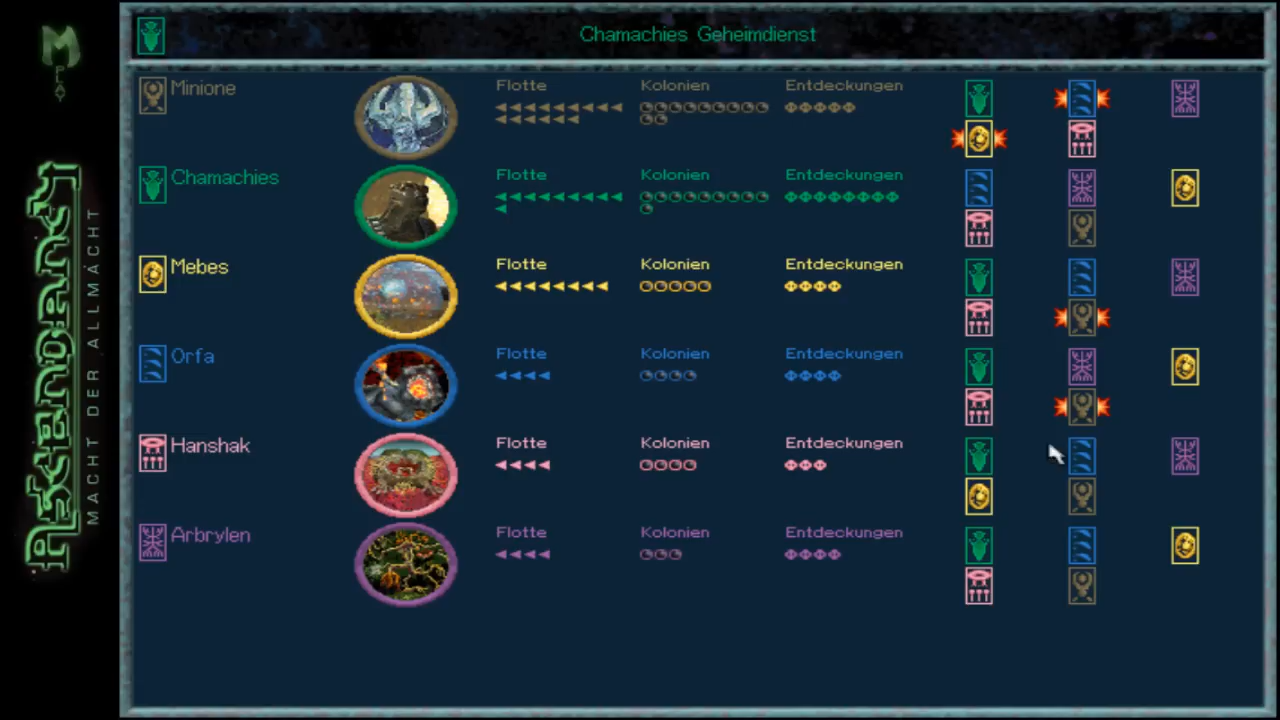 M
PLAY
Ascendancy
MACHT DER ALLMACHT
Chamachies Geheimdienst
Minione
Flotte
Kolonien
Entdeckungen
Chamachies
Flotte
Kolonien
Entdeckungen
Mebes
Flotte
Kolonien
Entdeckungen
Orfa
Flotte
Kolonien
Entdeckungen
Hanshak
Flotte
Kolonien
Entdeckungen
Arbrylen
Flotte
Kolonien
Entdeckungen